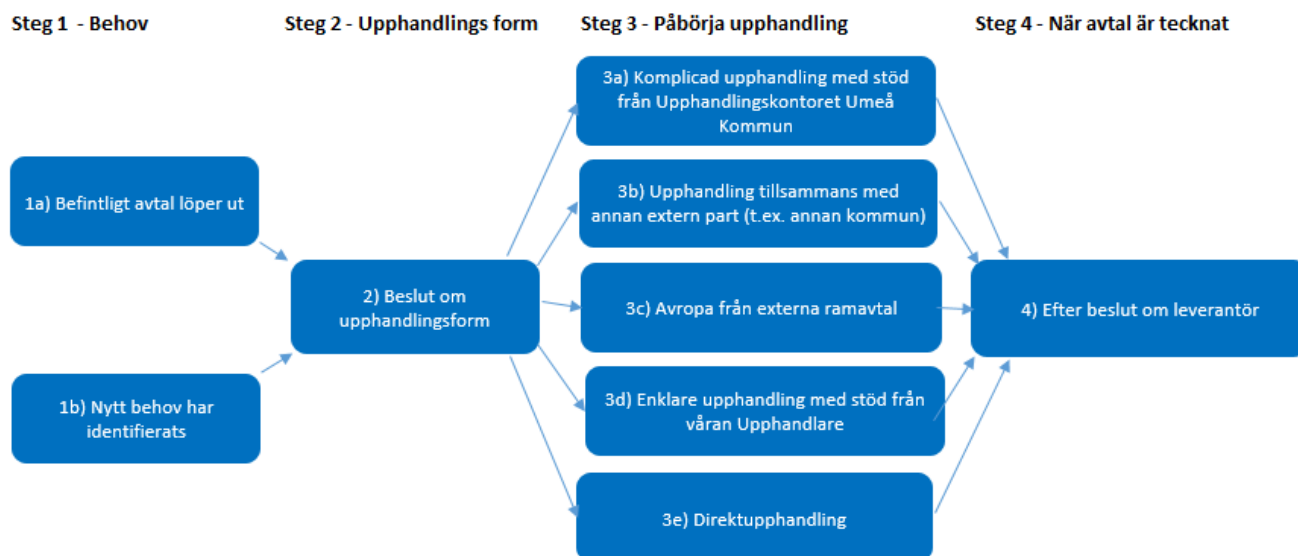 Steg 1 - Behov
Steg 2 - Upphandlings form
Steg 3 - Påbörja upphandling
Steg 4 - När avtal är tecknat
1a) Befintligt avtal löper ut
1b) Nytt behov har
identifierats
2) Beslut om
upphandlingsform
3a) Komplicad upphandling med stöd
från Upphandlingskontoret Umeå
Kommun
3b) Upphandling tillsammans med
annan extern part (t.ex. annan kommun)
3c) Avropa från externa ramavtal
3d) Enklare upphandling med stöd från
våran Upphandlare
3e) Direktupphandling
4) Efter beslut om leverantör